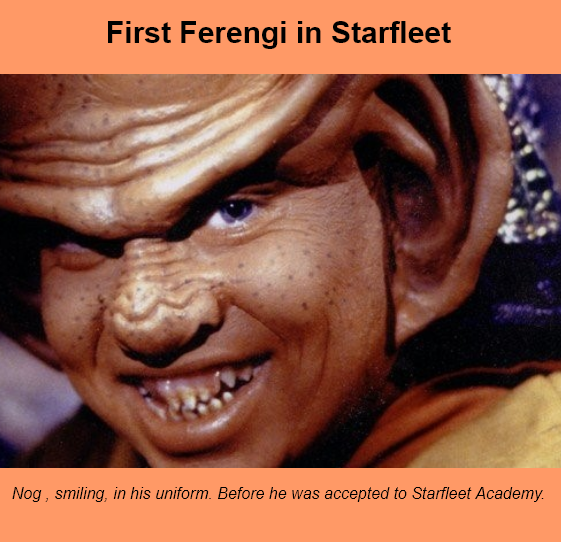 First Ferengi in Starfleet
Nog , smiling, in his uniform. Before he was accepted to Starfleet Academy.